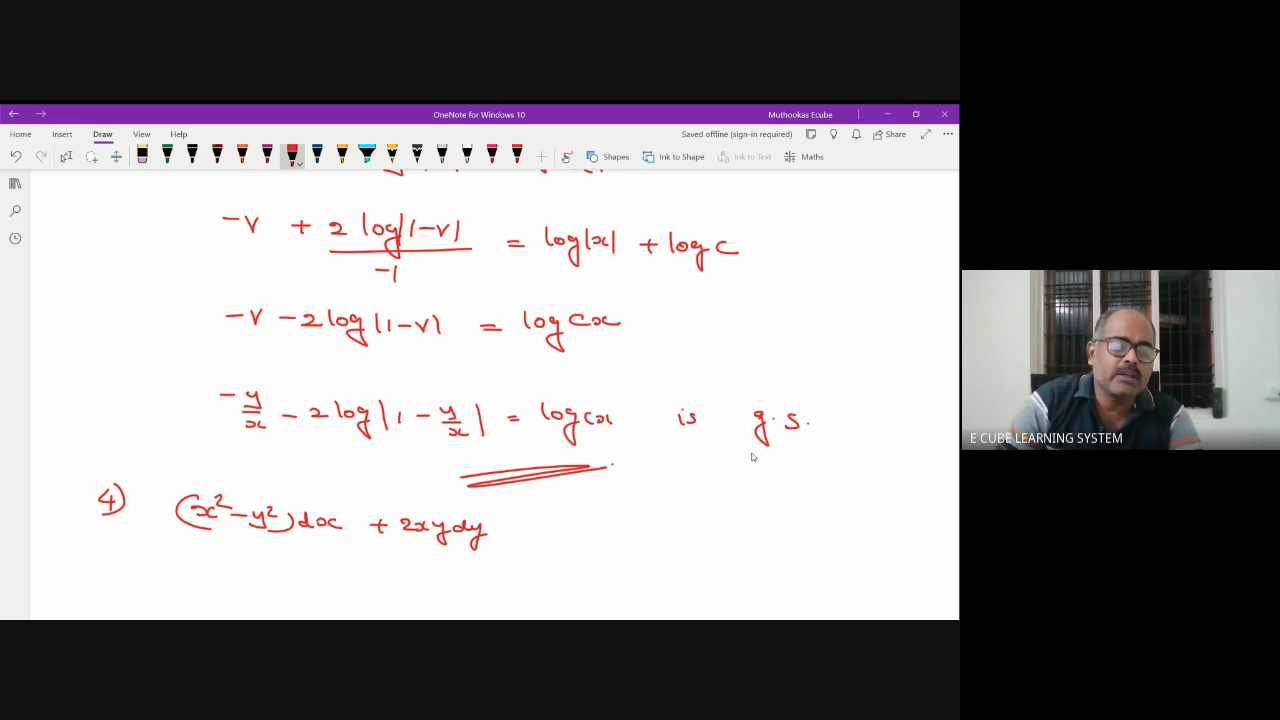 OneNote for Windows 10
Muthookas Ecube
Home Insert Draw View Help
Saved offline (sign-in required) Share
Shapes Ink to Shape Ink to Text Maths
-v + 2 log|1-v| / -1 = log|x| + log c
-v - 2 log|1-v| = log cx
-y/x - 2 log|1 - y/x| = log cx is g.s.
4) (x² - y²)dx + 2xydy
E CUBE LEARNING SYSTEM